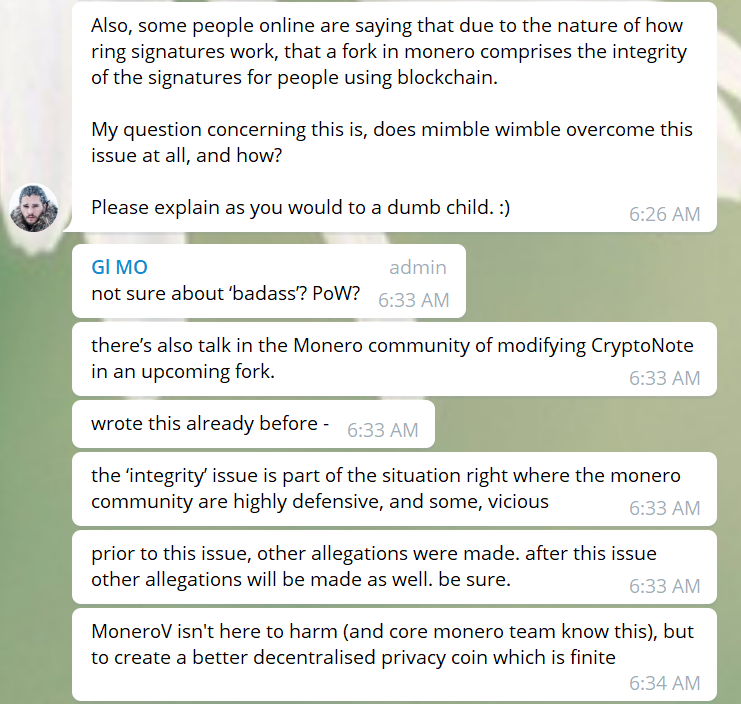 Also, some people online are saying that due to the nature of how
ring signatures work, that a fork in monero comprises the integrity
of the signatures for people using blockchain.
My question concerning this is, does mimble wimble overcome this
issue at all, and how?
Please explain as you would to a dumb child. :)
6:26 AM
Gl MO admin
not sure about ‘badass’? PoW? 6:33 AM
there’s also talk in the Monero community of modifying CryptoNote
in an upcoming fork. 6:33 AM
wrote this already before - 6:33 AM
the ‘integrity’ issue is part of the situation right where the monero
community are highly defensive, and some, vicious 6:33 AM
prior to this issue, other allegations were made. after this issue
other allegations will be made as well. be sure. 6:33 AM
MoneroV isn't here to harm (and core monero team know this), but
to create a better decentralised privacy coin which is finite
6:34 AM